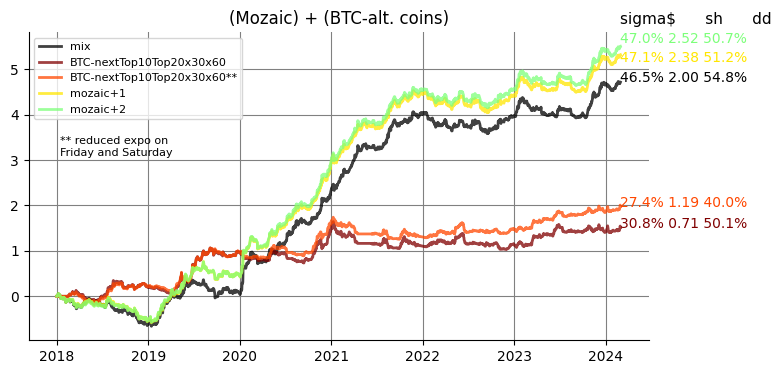 (Mozaic) + (BTC-alt. coins)
sigma$ sh dd
47.0% 2.52 50.7%
47.1% 2.38 51.2%
46.5% 2.00 54.8%
27.4% 1.19 40.0%
30.8% 0.71 50.1%
mix
BTC-nextTop10Top20x30x60
BTC-nextTop10Top20x30x60**
mozaic+1
mozaic+2
** reduced expo on
Friday and Saturday
5
4
3
2
1
0
2018 2019 2020 2021 2022 2023 2024